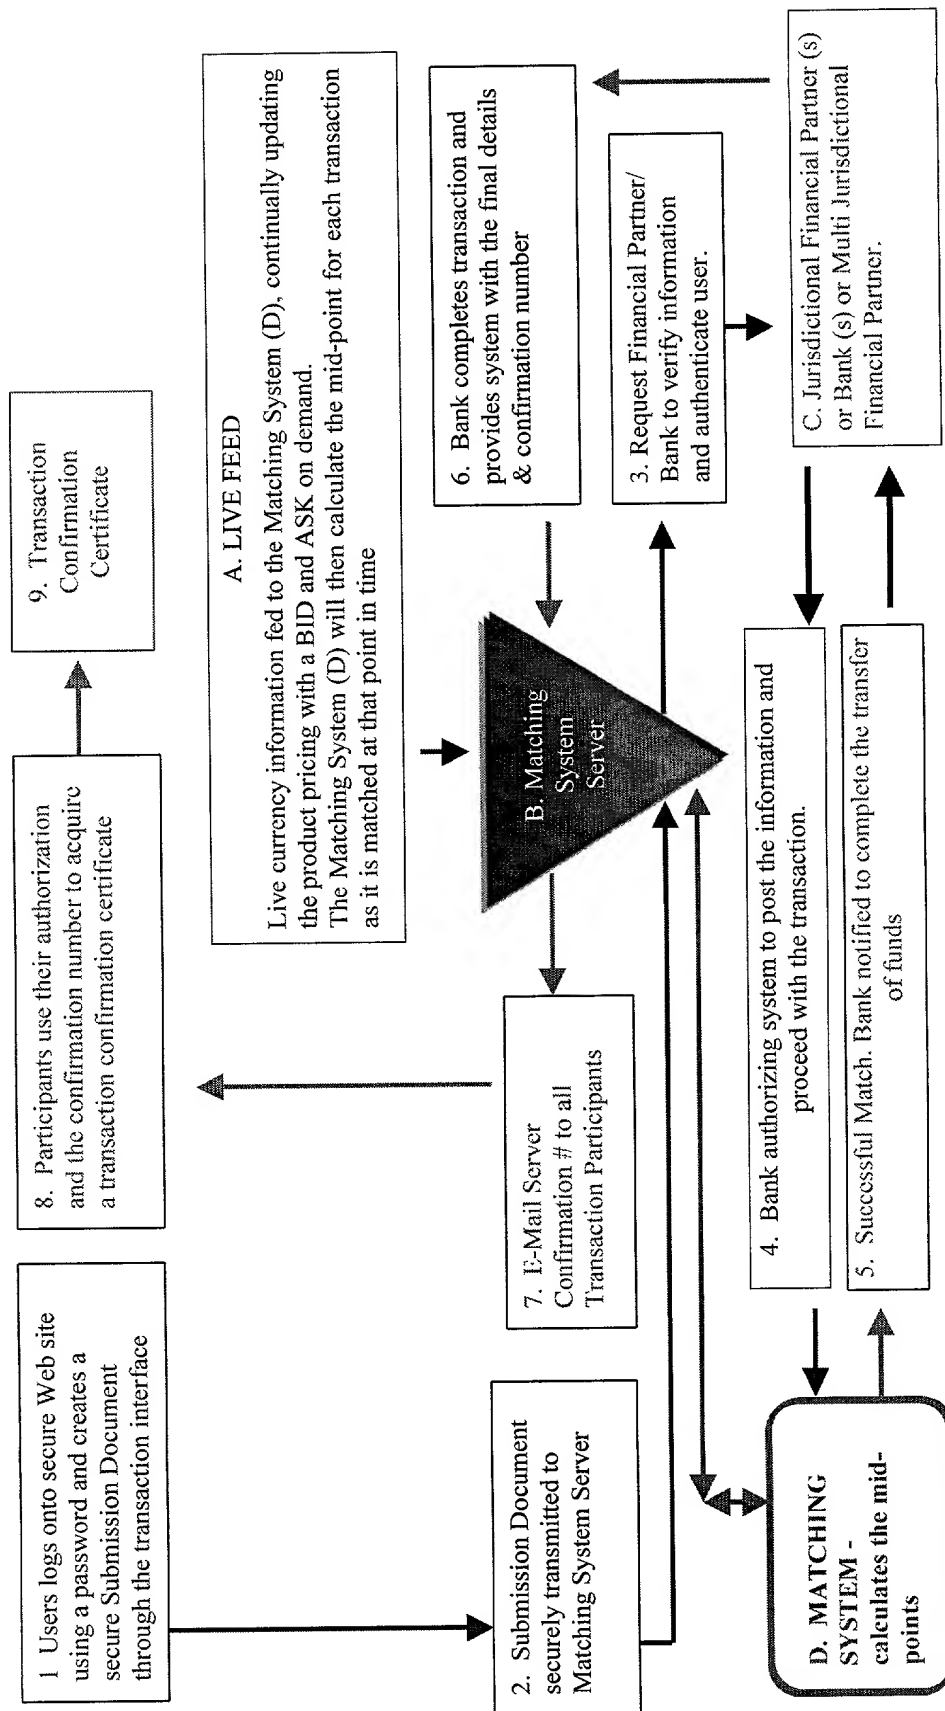 1 Users logs onto secure Web site
using a password and creates a
secure Submission Document
through the transaction interface
8. Participants use their authorization
and the confirmation number to acquire
a transaction confirmation certificate
9. Transaction
Confirmation
Certificate
A. LIVE FEED
Live currency information fed to the Matching System (D), continually updating
the product pricing with a BID and ASK on demand.
The Matching System (D) will then calculate the mid-point for each transaction
as it is matched at that point in time
2. Submission Document
securely transmitted to
Matching System Server
7. E-Mail Server
Confirmation # to all
Transaction Participants
B. Matching
System
Server
6. Bank completes transaction and
provides system with the final details
& confirmation number
3. Request Financial Partner/
Bank to verify information
and authenticate user.
4. Bank authorizing system to post the information and
proceed with the transaction.
5. Successful Match. Bank notified to complete the transfer
of funds
C. Jurisdictional Financial Partner (s)
or Bank (s) or Multi Jurisdictional
Financial Partner.
D. MATCHING
SYSTEM -
calculates the mid-
points